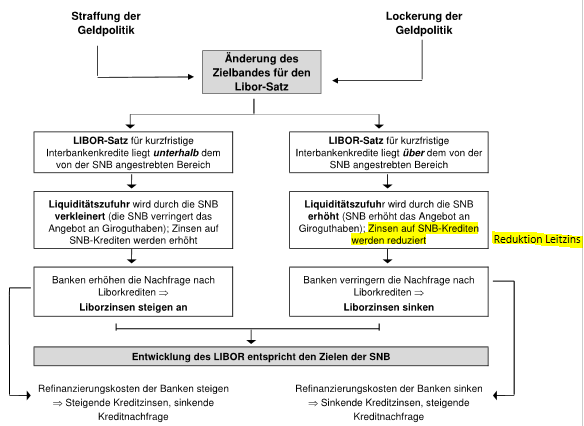 Straffung der
Geldpolitik
Lockerung der
Geldpolitik
Änderung des
Zielbandes für den
Libor-Satz
LIBOR-Satz für kurzfristige
Interbankenkredite liegt unterhalb dem
von der SNB angestrebten Bereich
LIBOR-Satz für kurzfristige
Interbankenkredite liegt über dem von der
SNB angestrebten Bereich
Liquiditätszufuhr wird durch die SNB
verkleinert (die SNB verringert das
Angebot an Giroguthaben); Zinsen auf
SNB-Krediten werden erhöht
Liquiditätszufuhr wird durch die SNB
erhöht (SNB erhöht das Angebot an
Giroguthaben); Zinsen auf SNB-Krediten
werden reduziert
Reduktion Leitzins
Banken erhöhen die Nachfrage nach
Liborkrediten ⇒
Liborzinsen steigen an
Banken verringern die Nachfrage nach
Liborkrediten ⇒
Liborzinsen sinken
Entwicklung des LIBOR entspricht den Zielen der SNB
Refinanzierungskosten der Banken steigen
⇒ Steigende Kreditzinsen, sinkende
Kreditnachfrage
Refinanzierungskosten der Banken sinken
⇒ Sinkende Kreditzinsen, steigende
Kreditnachfrage